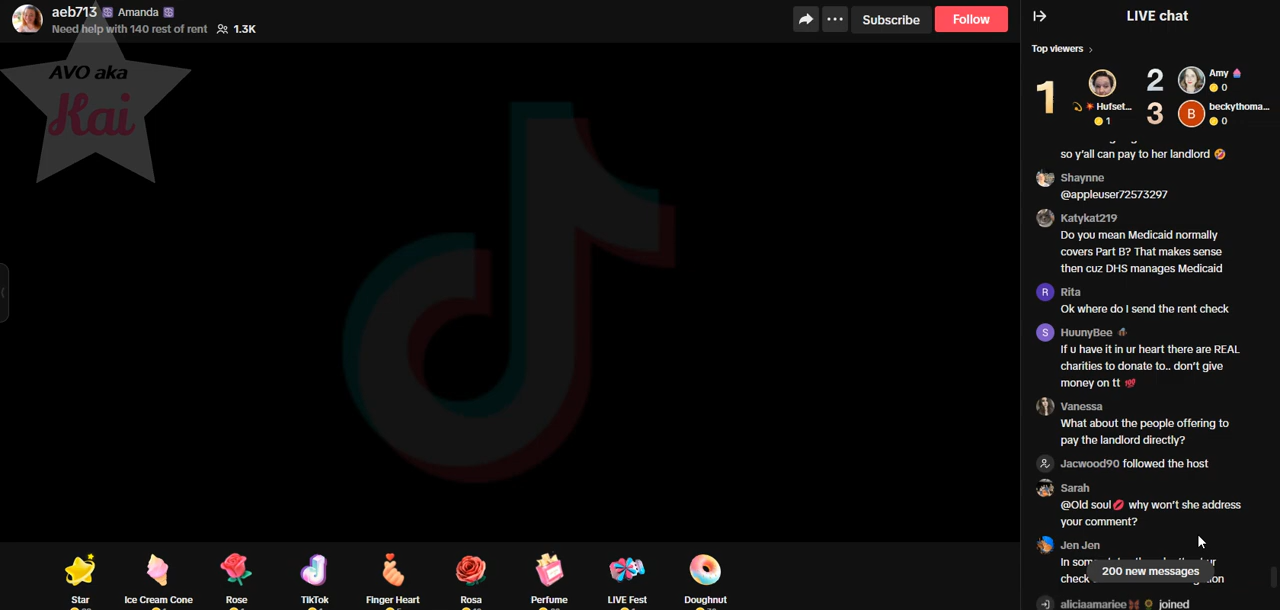 aeb713 Amanda
Need help with 140 rest of rent 1.3K
AVO aka
Kai
Subscribe
Follow
LIVE chat
Top viewers
1
Hufset...
1
2
Amy
0
3
B
beckythoma...
0
so y'all can pay to her landlord
Shaynne
@appleuser72573297
Katykat219
Do you mean Medicaid normally
covers Part B? That makes sense
then cuz DHS manages Medicaid
R
Rita
Ok where do I send the rent check
S
HuunyBee
If u have it in ur heart there are REAL
charities to donate to.. don't give
money on tt 💯
Vanessa
What about the people offering to
pay the landlord directly?
Jacwood90 followed the host
Sarah
@Old soul💋 why won't she address
your comment?
Jen Jen
In
check
200 new messages
aliciaamariee joined
Star
Ice Cream Cone
Rose
TikTok
Finger Heart
Rosa
Perfume
LIVE Fest
Doughnut